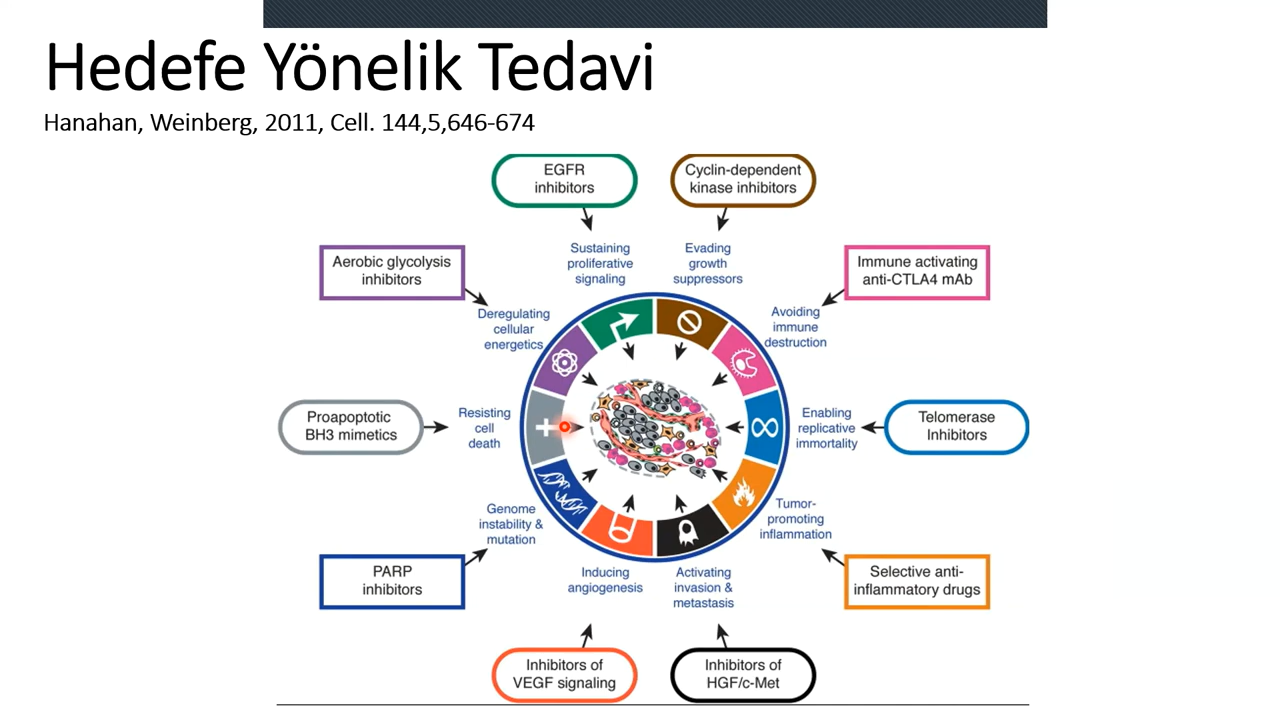 Hedefe Yönelik Tedavi
Hanahan, Weinberg, 2011, Cell. 144,5,646-674
EGFR
inhibitors
Cyclin-dependent
kinase inhibitors
Sustaining
proliferative
signaling
Evading
growth
suppressors
Aerobic glycolysis
inhibitors
Immune activating
anti-CTLA4 mAb
Deregulating
cellular
energetics
Avoiding
immune
destruction
Proapoptotic
BH3 mimetics
Resisting
cell
death
Enabling
replicative
immortality
Telomerase
Inhibitors
Genome
instability &
mutation
Tumor-
promoting
inflammation
PARP
inhibitors
Inducing
angiogenesis
Activating
invasion &
metastasis
Selective anti-
inflammatory drugs
Inhibitors of
VEGF signaling
Inhibitors of
HGF/c-Met